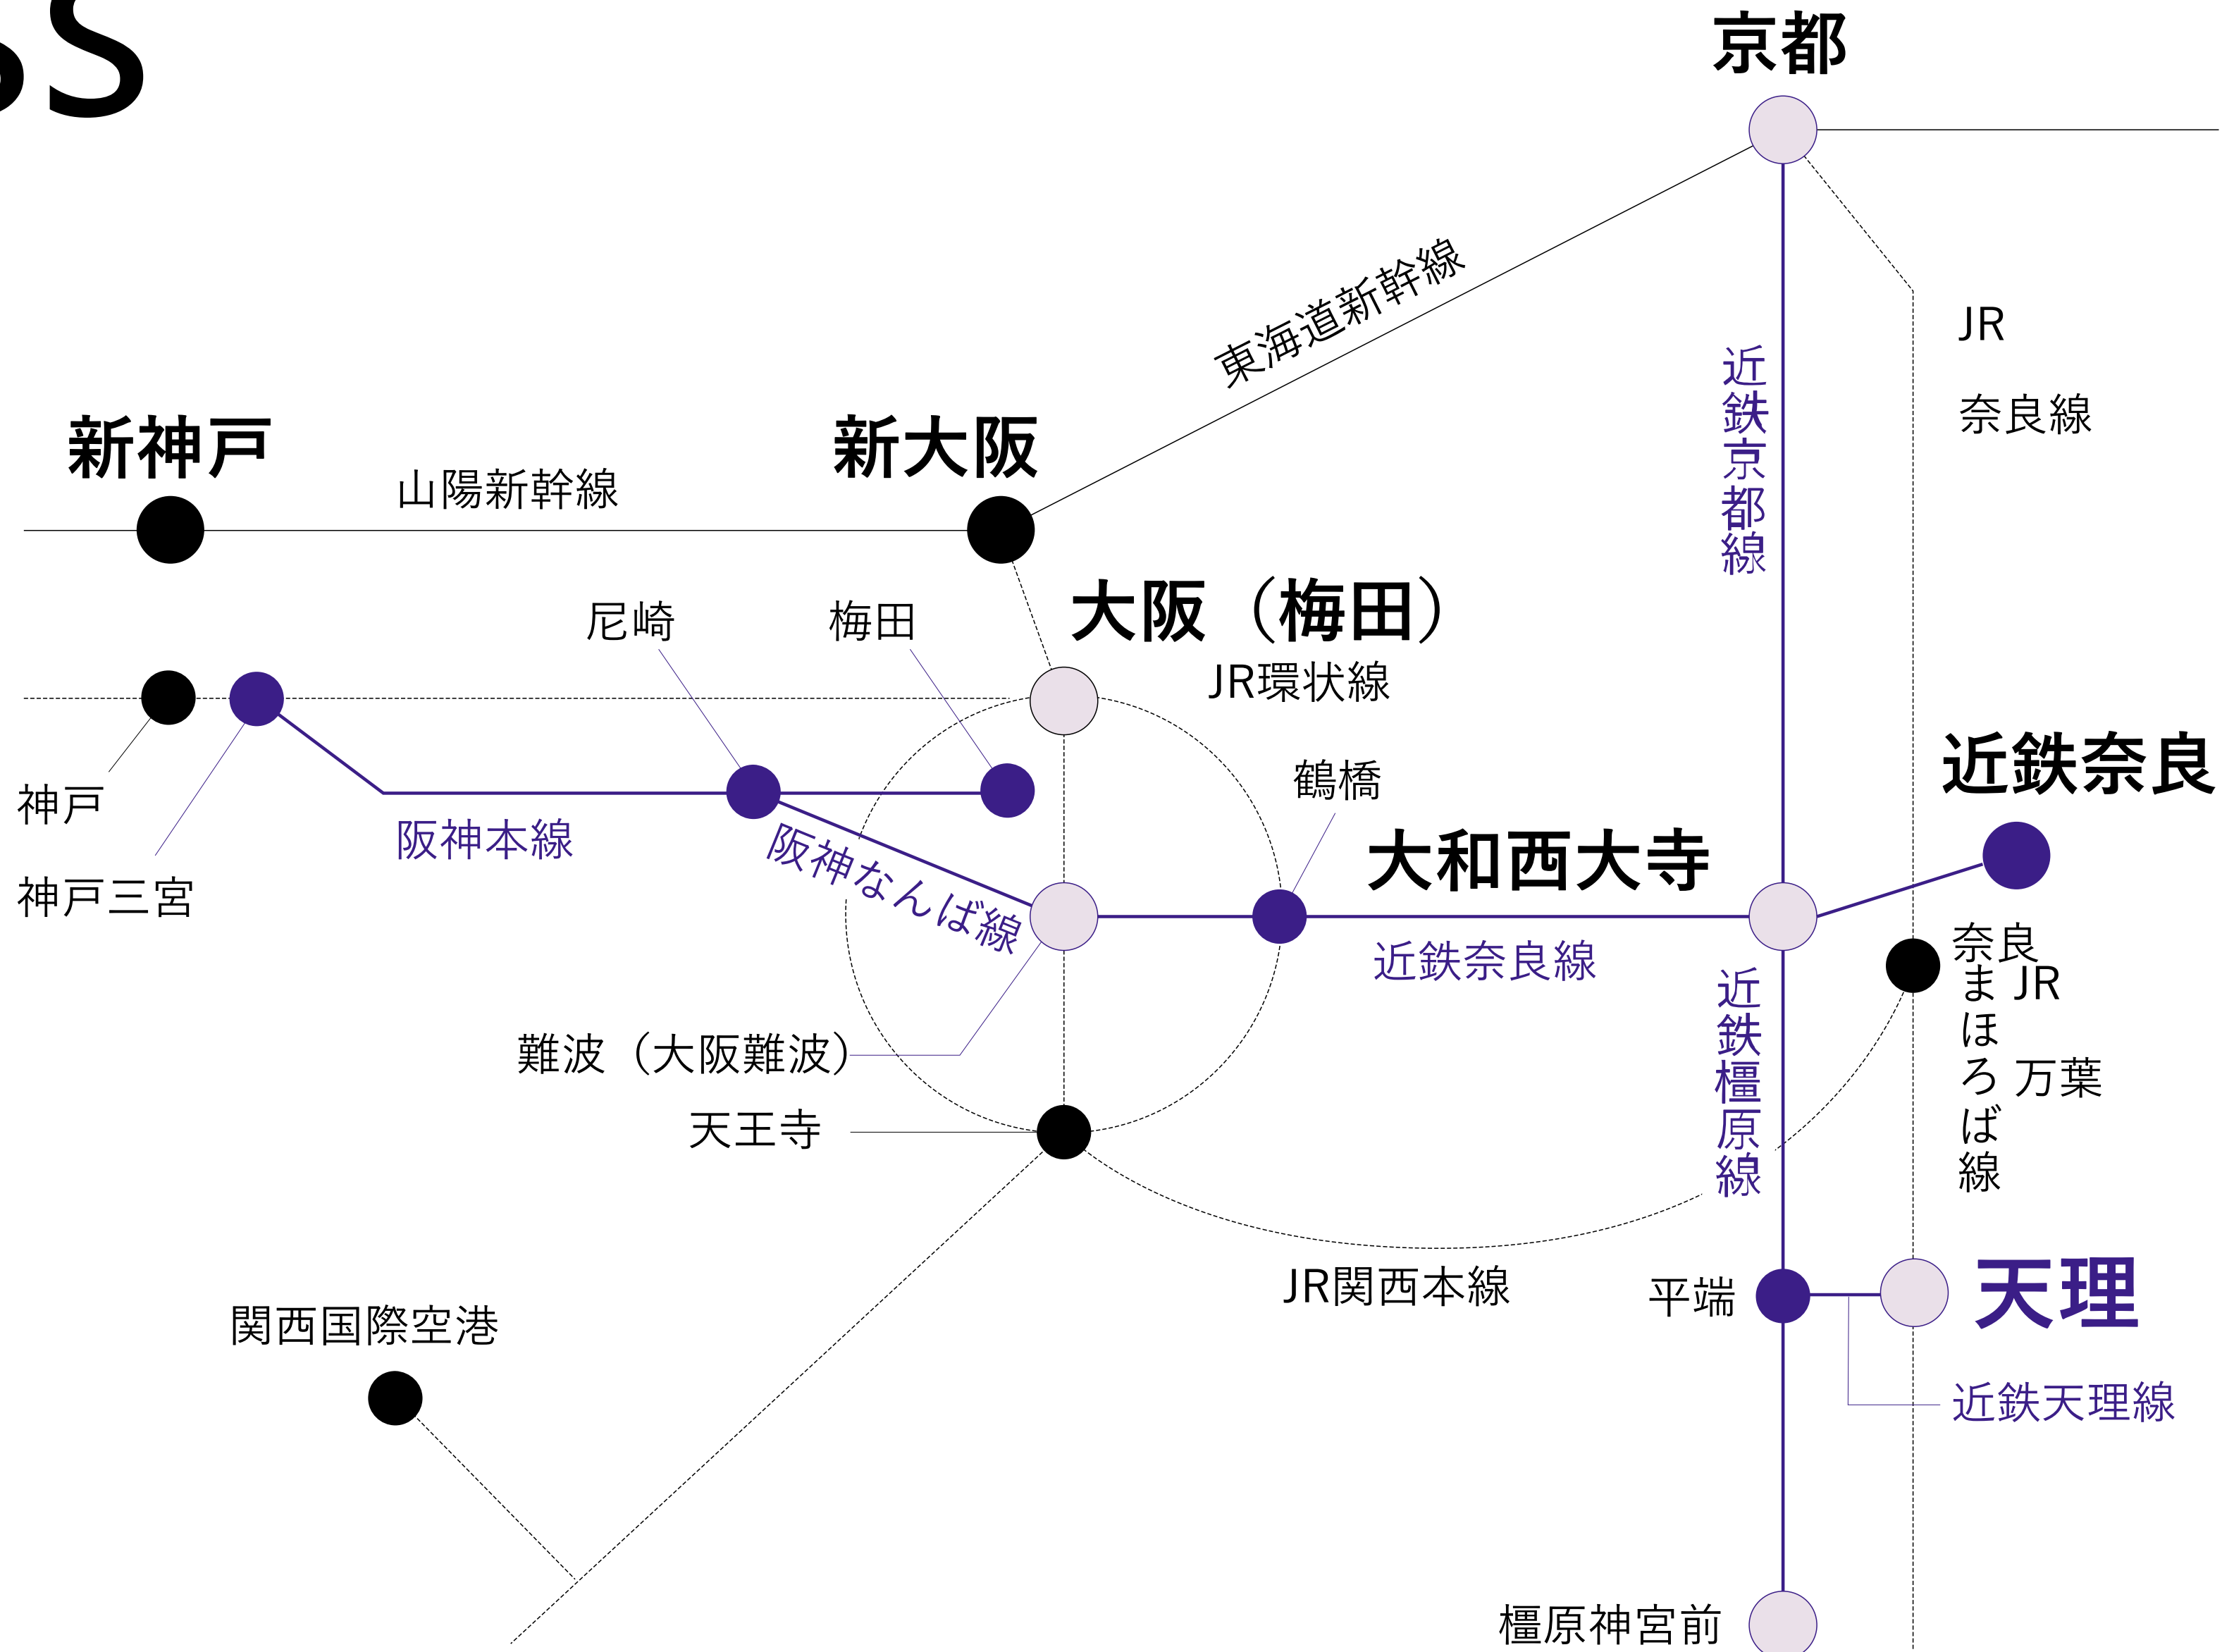 SS
京都
東海道新幹線
JR
奈良線
近鉄京都線
新神戸
山陽新幹線
新大阪
大阪（梅田）
JR環状線
尼崎
梅田
近鉄奈良
鶴橋
神戸
阪神本線
阪神なんば線
大和西大寺
神戸三宮
近鉄奈良線
奈良
JR
万葉
まほろば線
近鉄橿原線
難波（大阪難波）
天王寺
JR関西本線
平端
天理
関西国際空港
近鉄天理線
橿原神宮前